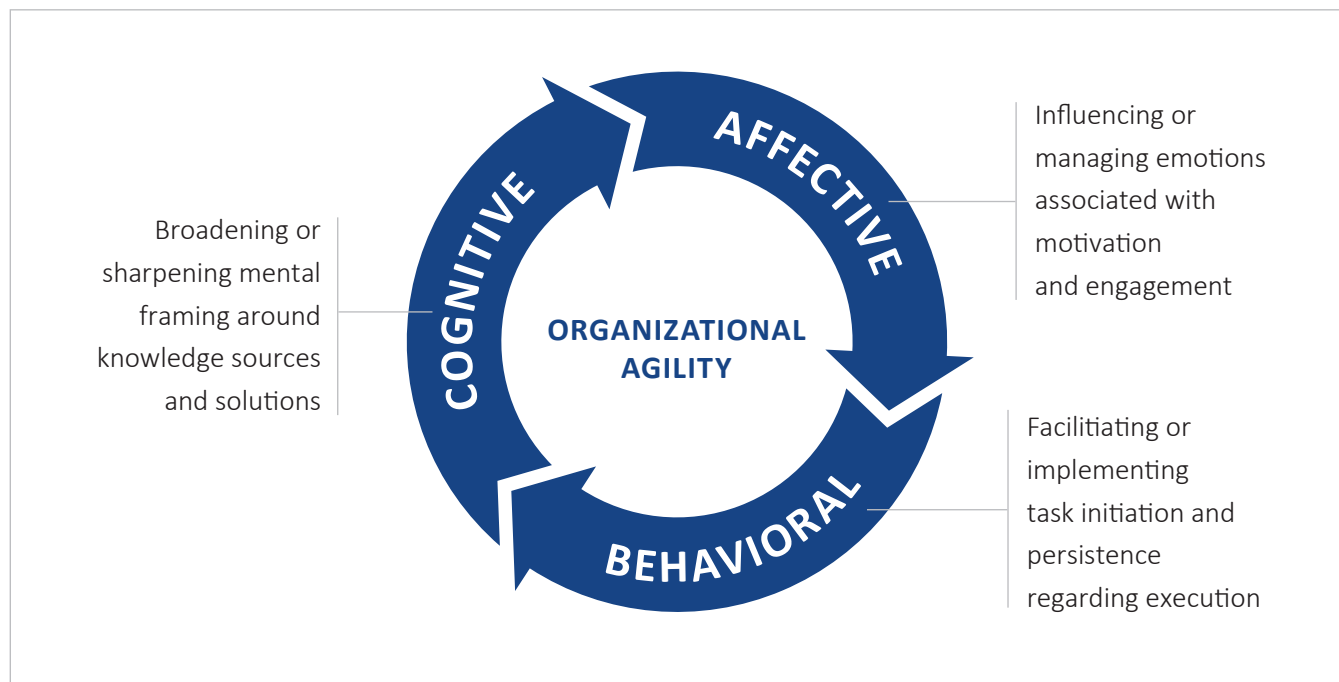 AFFECTIVE
Influencing or
managing emotions
associated with
motivation
and engagement
COGNITIVE
Broadening or
sharpening mental
framing around
knowledge sources
and solutions
ORGANIZATIONAL
AGILITY
BEHAVIORAL
Facilitiating or
implementing
task initiation and
persistence
regarding execution